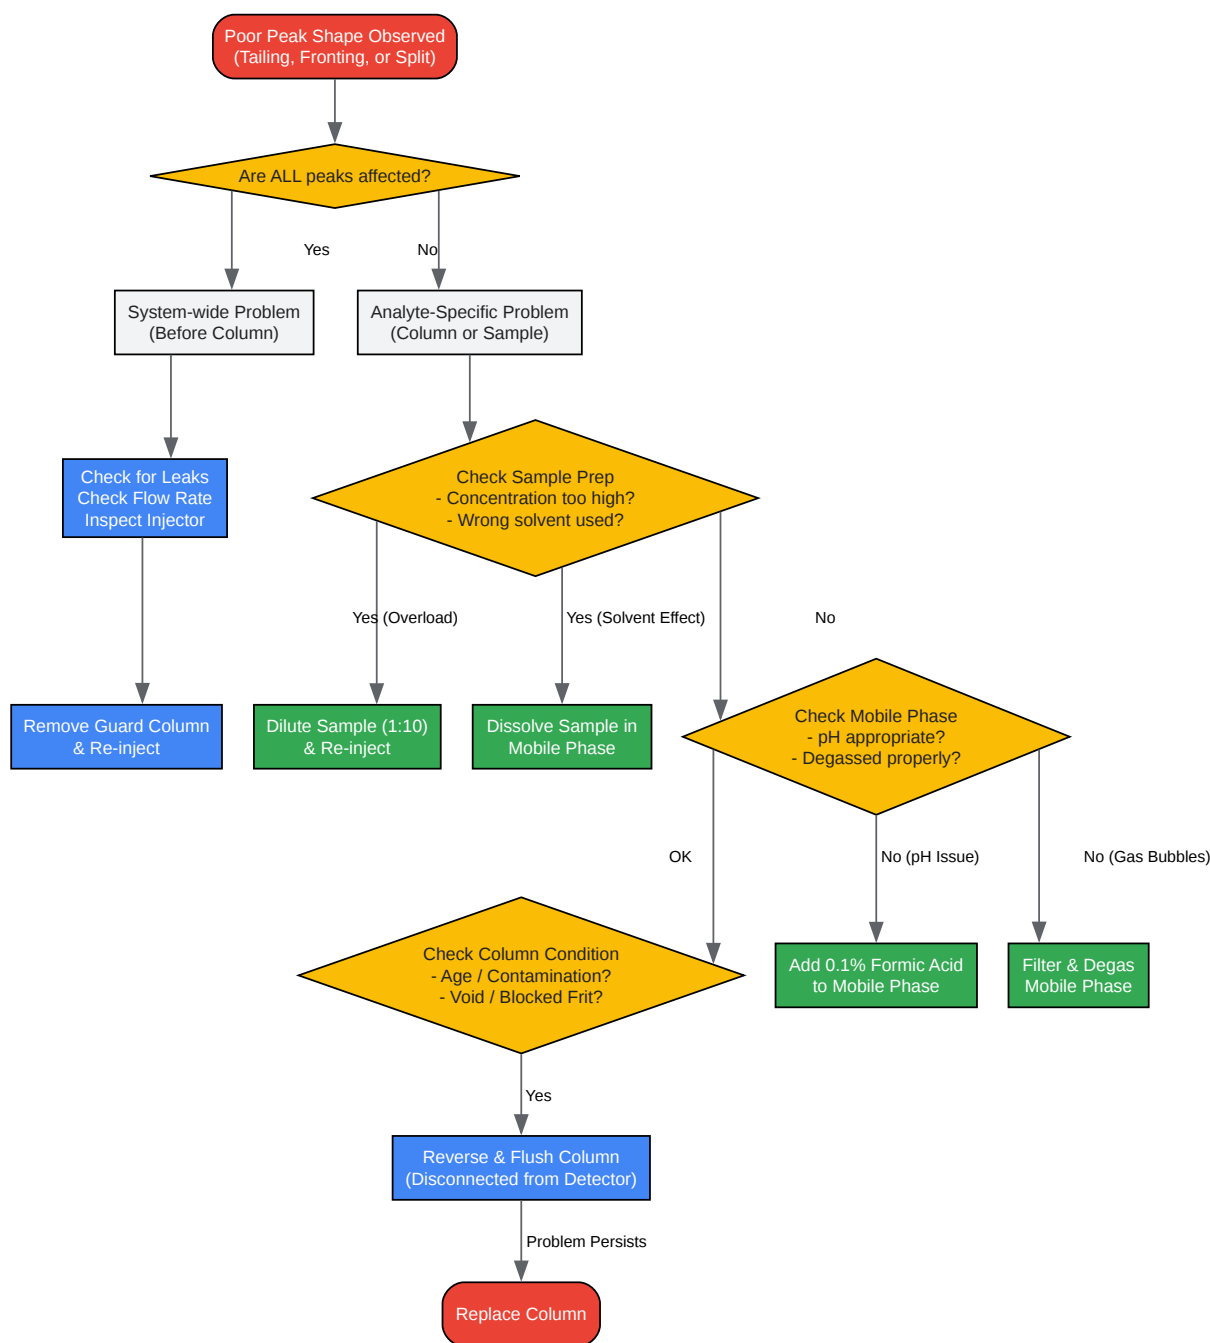 Poor Peak Shape Observed
(Tailing, Fronting, or Split)
Are ALL peaks affected?
Yes
No
System-wide Problem
(Before Column)
Analyte-Specific Problem
(Column or Sample)
Check for Leaks
Check Flow Rate
Inspect Injector
Check Sample Prep
- Concentration too high?
- Wrong solvent used?
Yes (Overload)
Yes (Solvent Effect)
No
Remove Guard Column
& Re-inject
Dilute Sample (1:10)
& Re-inject
Dissolve Sample in
Mobile Phase
Check Mobile Phase
- pH appropriate?
- Degassed properly?
OK
No (pH Issue)
No (Gas Bubbles)
Check Column Condition
- Age / Contamination?
- Void / Blocked Frit?
Add 0.1% Formic Acid
to Mobile Phase
Filter & Degas
Mobile Phase
Yes
Reverse & Flush Column
(Disconnected from Detector)
Problem Persists
Replace Column